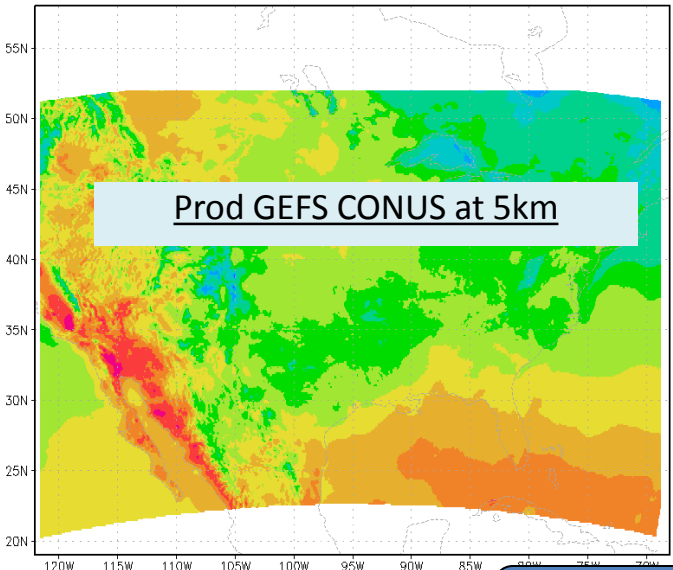 55N
50N
Prod GEFS CONUS at 5km
45N
40N
35N
30N
25N
20N
120W 115W 110W 105W 100W 95W 90W 85W 80W 75W 70W